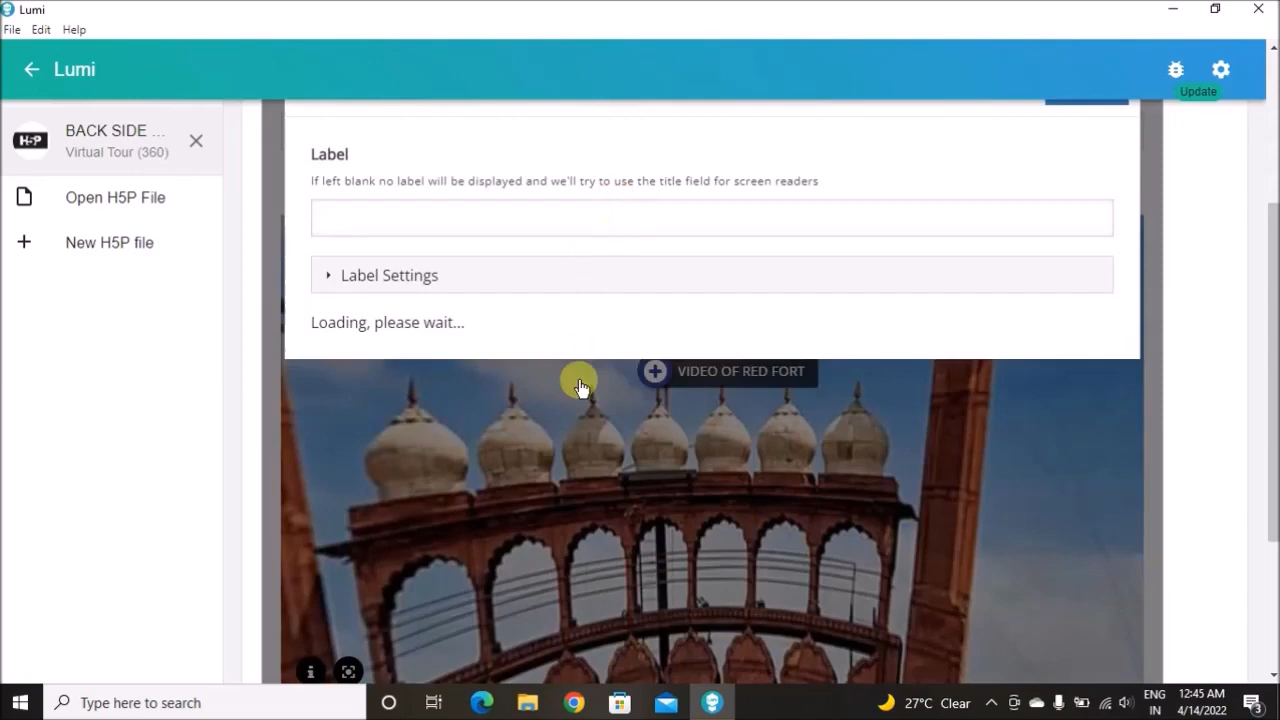 Lumi
File Edit Help
Lumi
Update
H5P
BACK SIDE ...
Virtual Tour (360)
Open H5P File
New H5P file
Label
If left blank no label will be displayed and we'll try to use the title field for screen readers
Label Settings
Loading, please wait...
VIDEO OF RED FORT
i
Type here to search
27°C Clear
ENG
IN
12:45 AM
4/14/2022
3